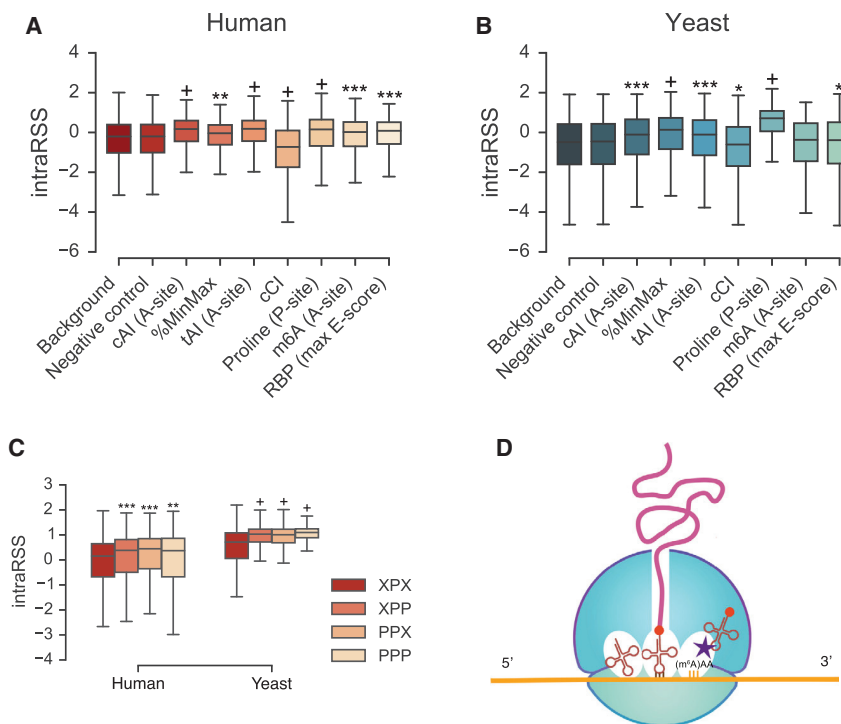 A
Human
intraRSS
4
2
0
−2
−4
−6
+
**
+
+
+
***
***
Background
Negative control
cAI (A-site)
%MinMax
tAI (A-site)
cCI
Proline (P-site)
m6A (A-site)
RBP (max E-score)
B
Yeast
intraRSS
4
2
0
−2
−4
−6
***
+
***
*
+
*
Background
Negative control
cAI (A-site)
%MinMax
tAI (A-site)
cCI
Proline (P-site)
m6A (A-site)
RBP (max E-score)
C
intraRSS
3
2
1
0
−1
−2
−3
−4
***
***
**
+
+
+
Human
Yeast
XPX
XPP
PPX
PPP
D
5’
(m⁶A)AA
3’